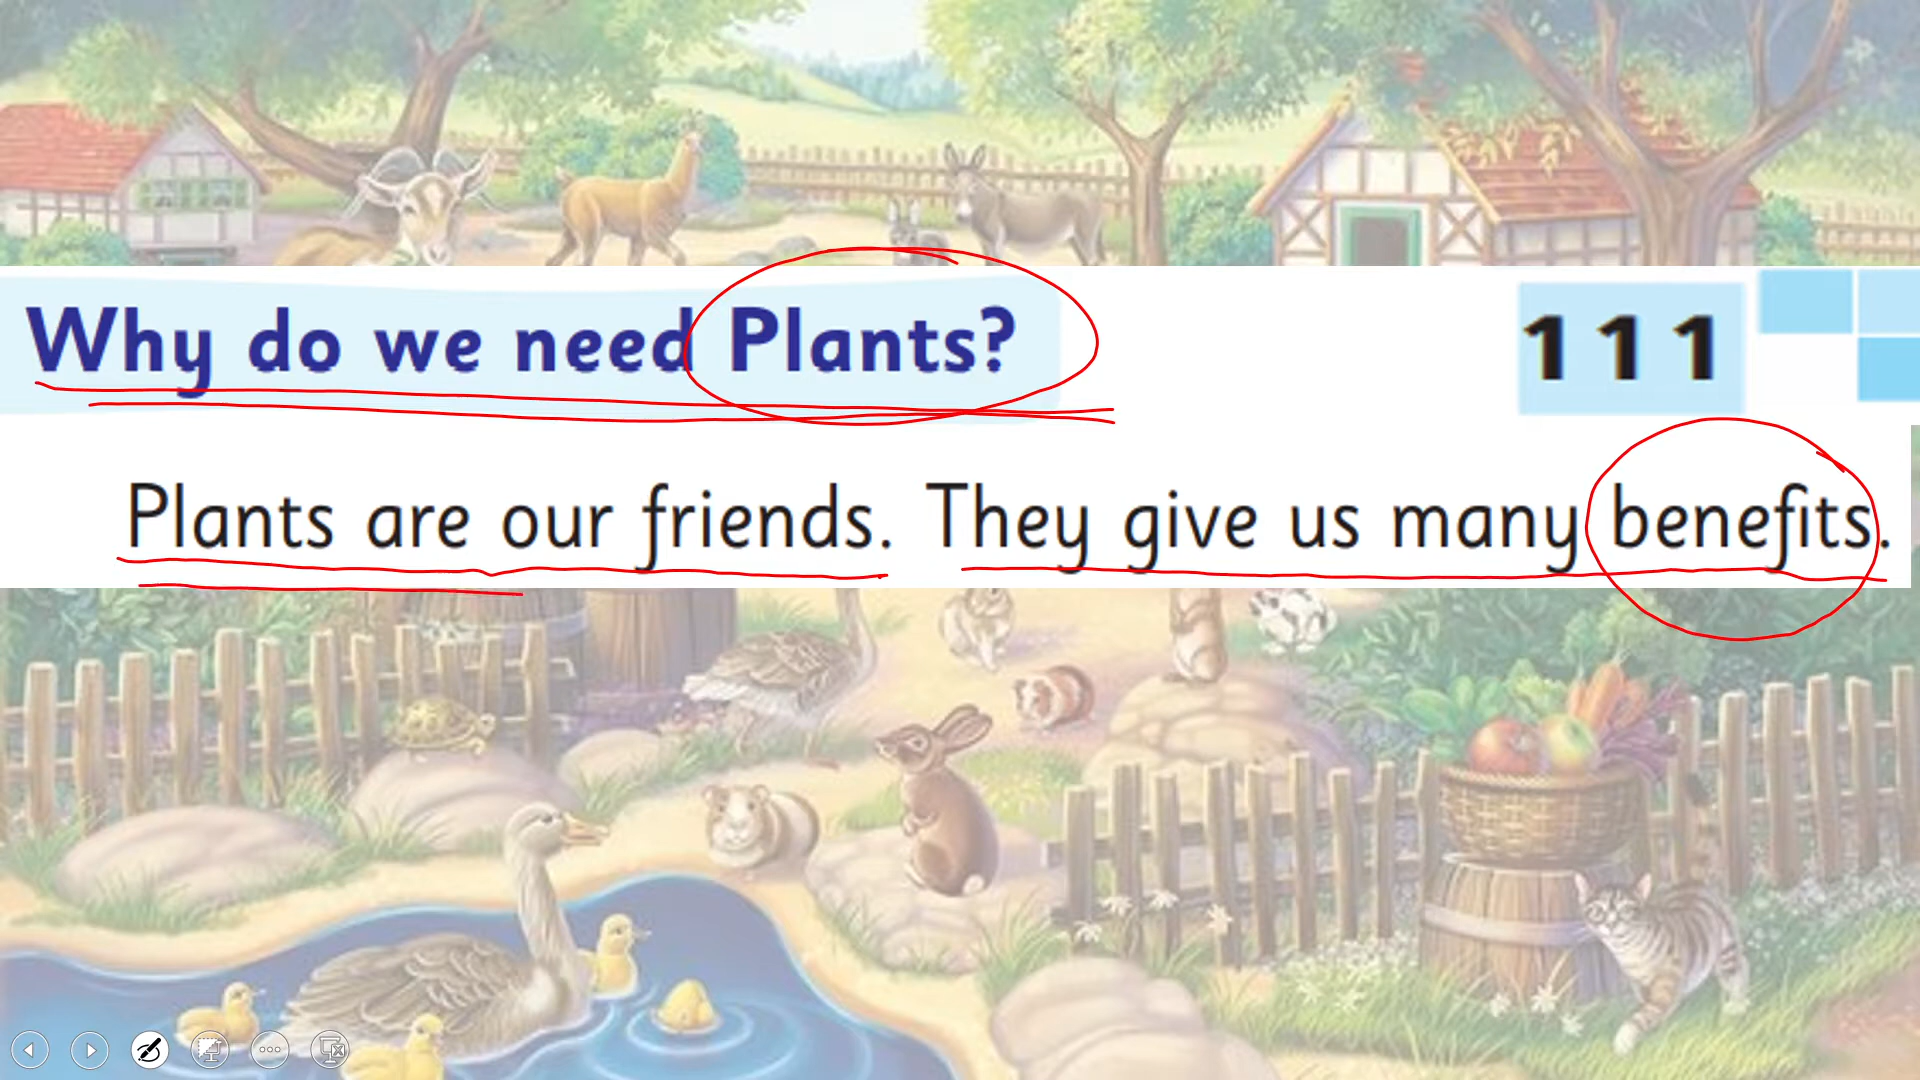 Why do we need Plants? 111
Plants are our friends. They give us many benefits.